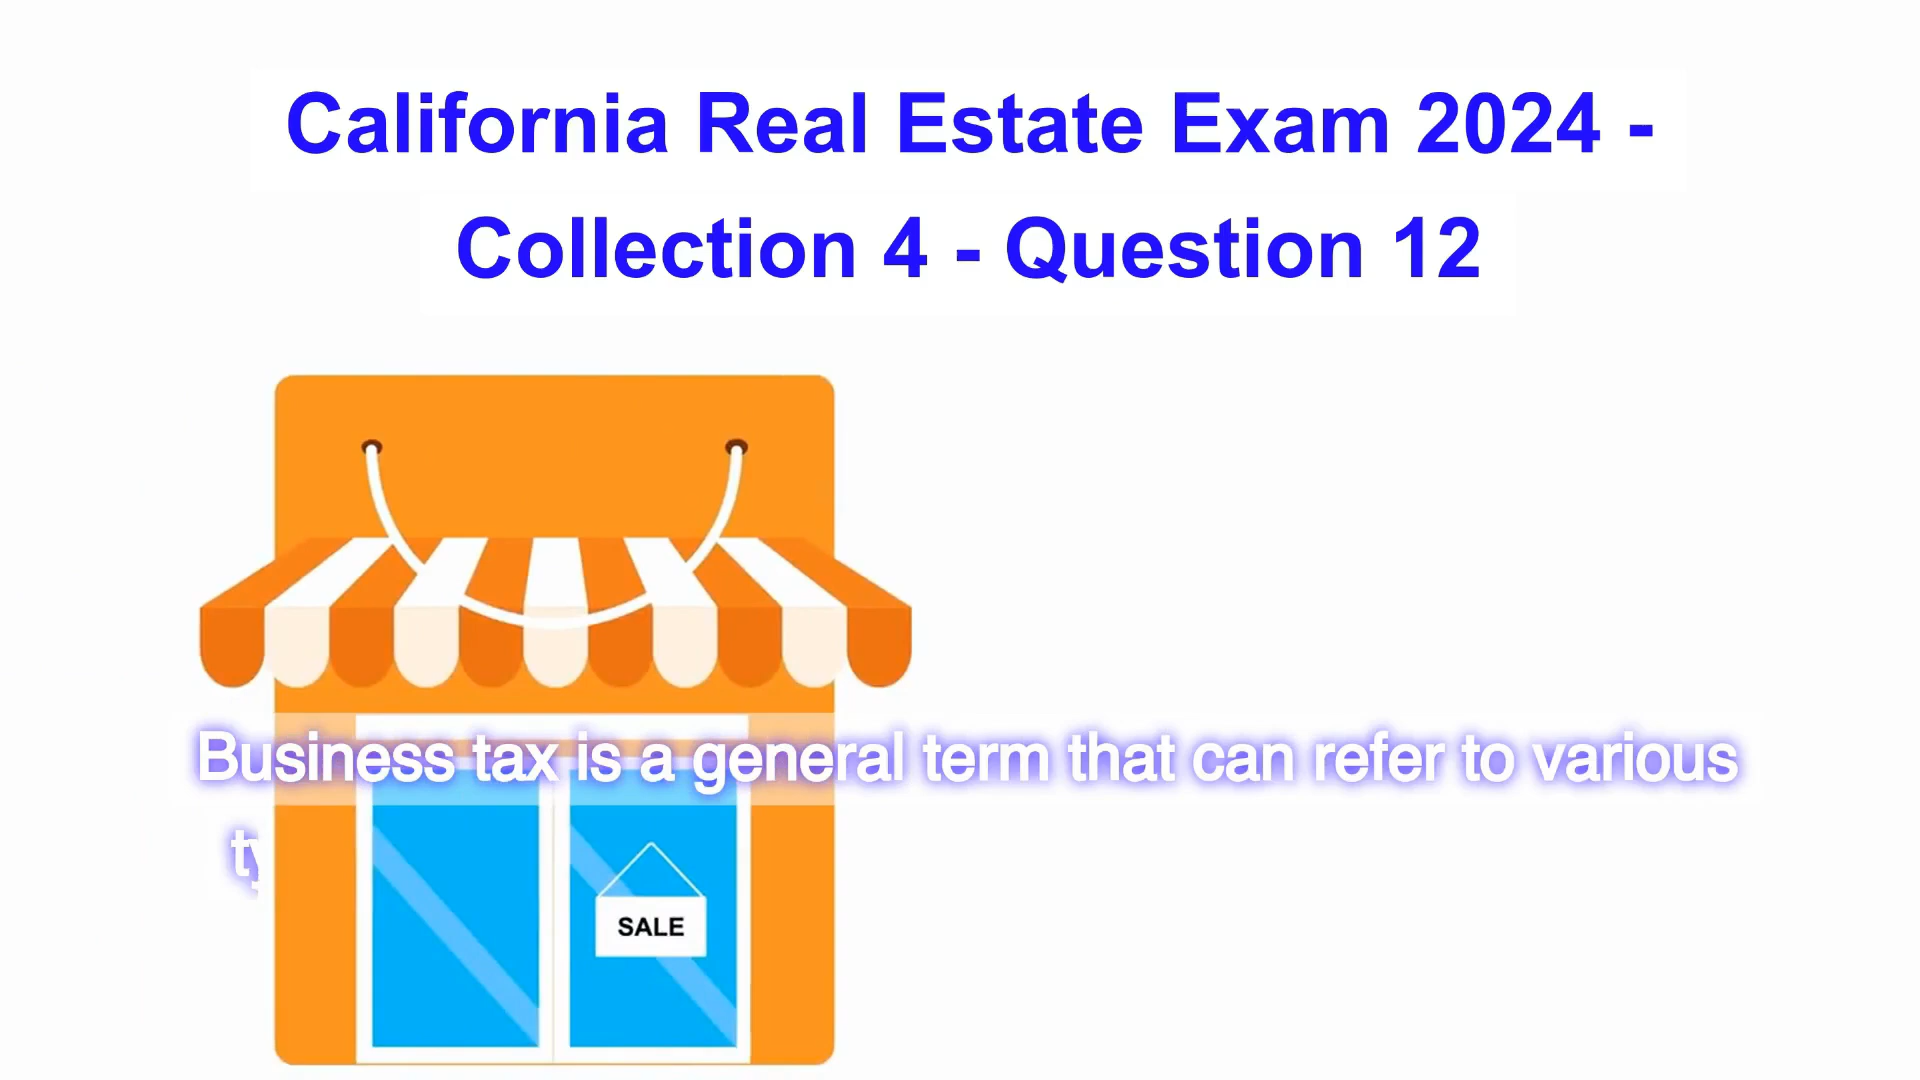 California Real Estate Exam 2024 -
Collection 4 - Question 12
Business tax is a general term that can refer to various
SALE